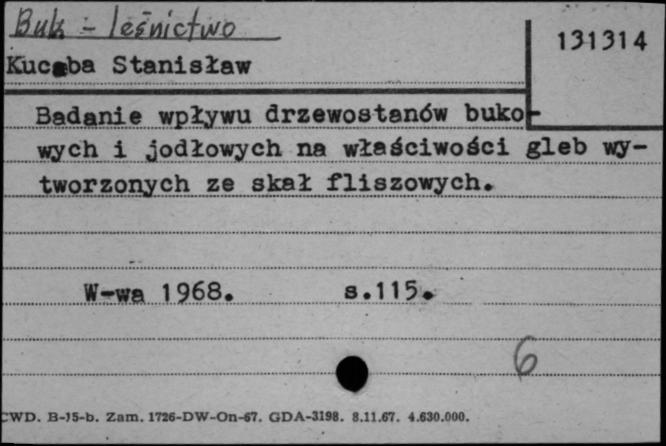 Buk - leśnictwo
131314
Kucaba Stanisław
Badanie wpływu drzewostanów buko-
wych i jodłowych na właściwości gleb wy-
tworzonych ze skał fliszowych.
W-wa 1968. s.115.
6
CWD. B-15-b. Zam. 1726-DW-On-67. GDA-3198. 8.11.67. 4.630.000.